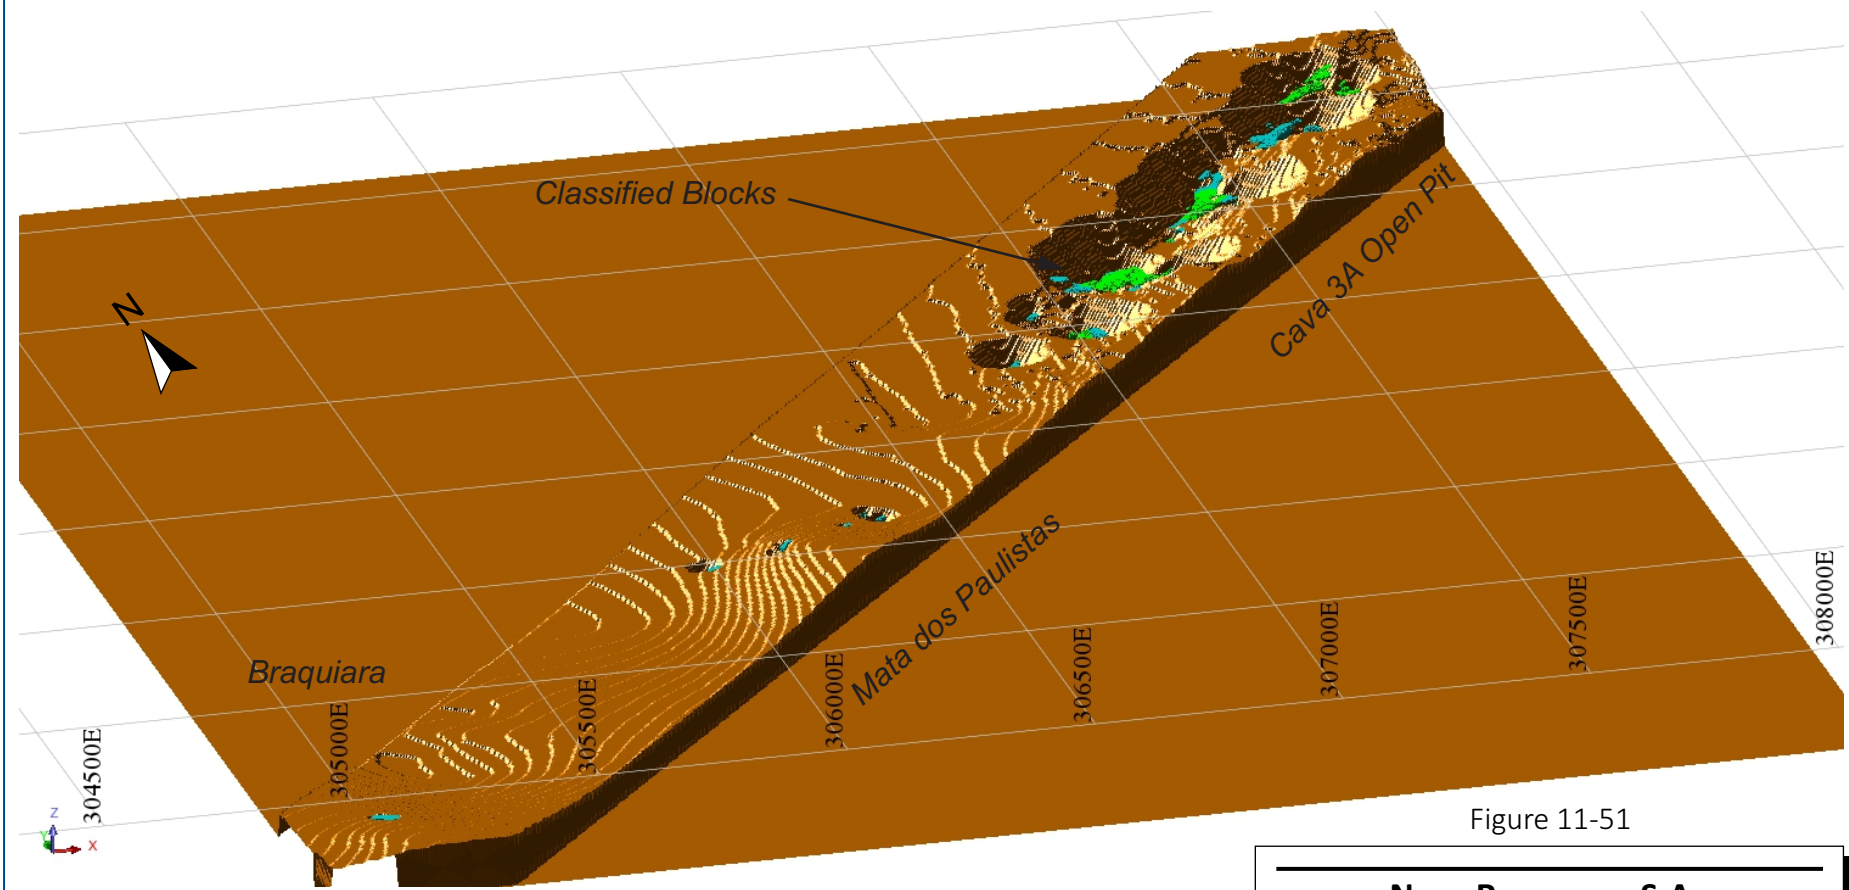 Classified Blocks
N
Cava 3A Open Pit
Mata dos Paulistas
Braquiara
304500E
305000E
305500E
306000E
306500E
307000E
307500E
308000E
Z
Y
X
Figure 11-51